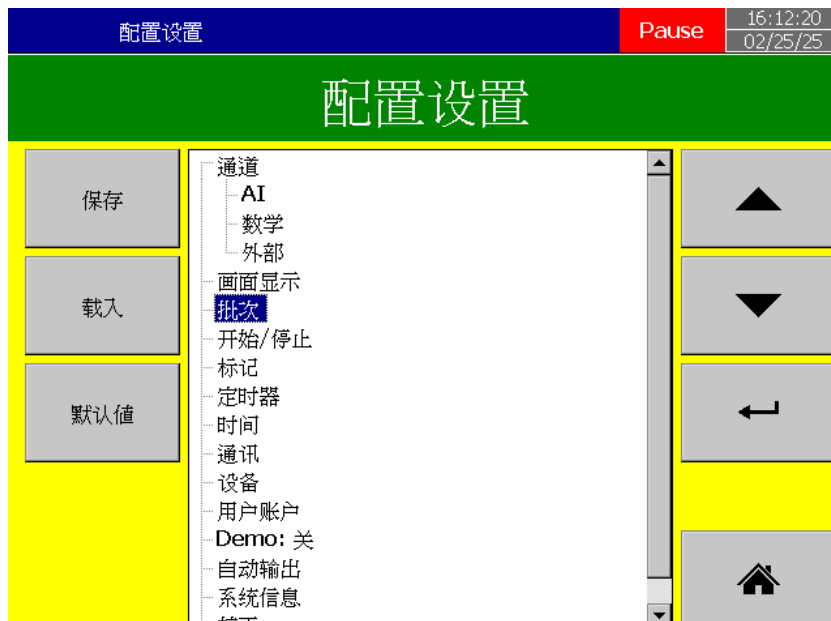 配置设置
Pause
16:12:20
02/25/25
配置设置
保存
载入
默认值
通道
AI
数学
外部
画面显示
批次
开始/停止
标记
定时器
时间
通讯
设备
用户账户
Demo: 关
自动输出
系统信息